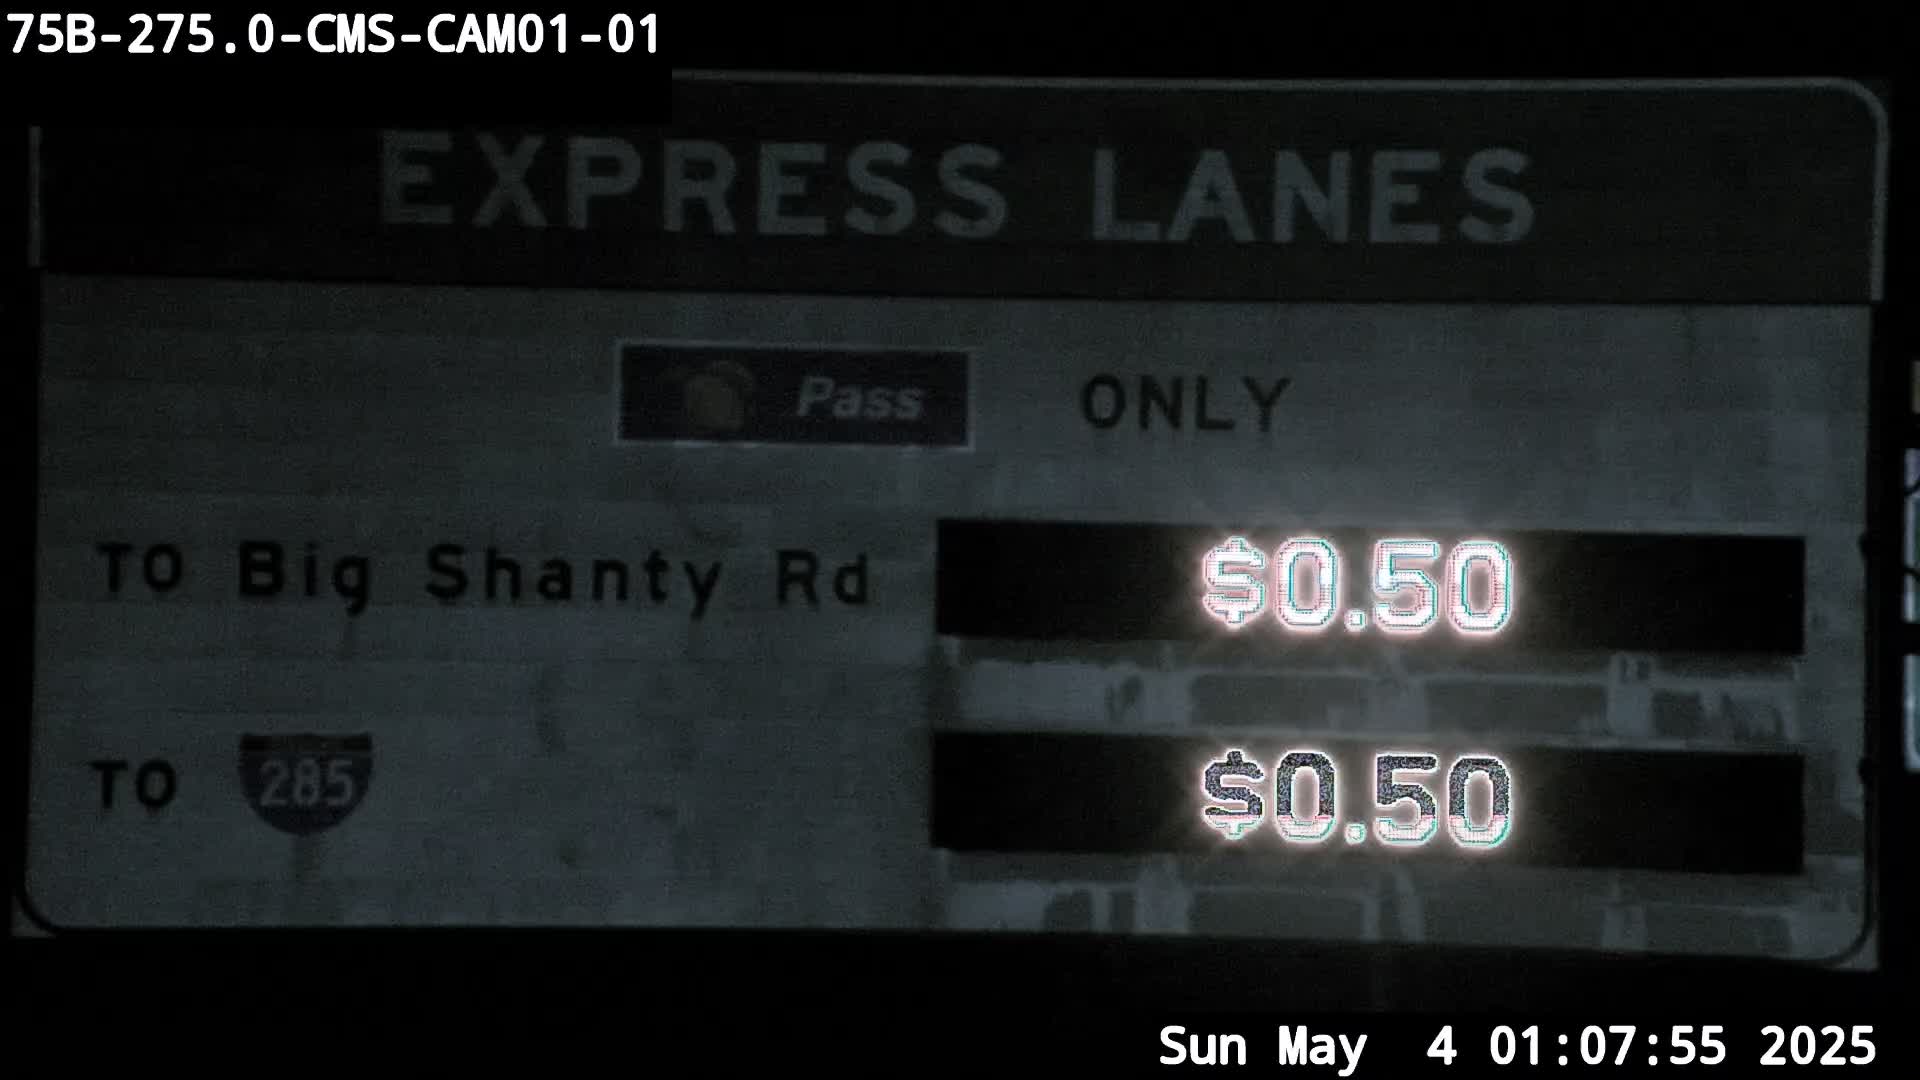 75B-275.0-CMS-CAM01-01
EXPRESS LANES
Pass ONLY
TO Big Shanty Rd $0.50
TO 285 $0.50
Sun May 4 01:07:55 2025